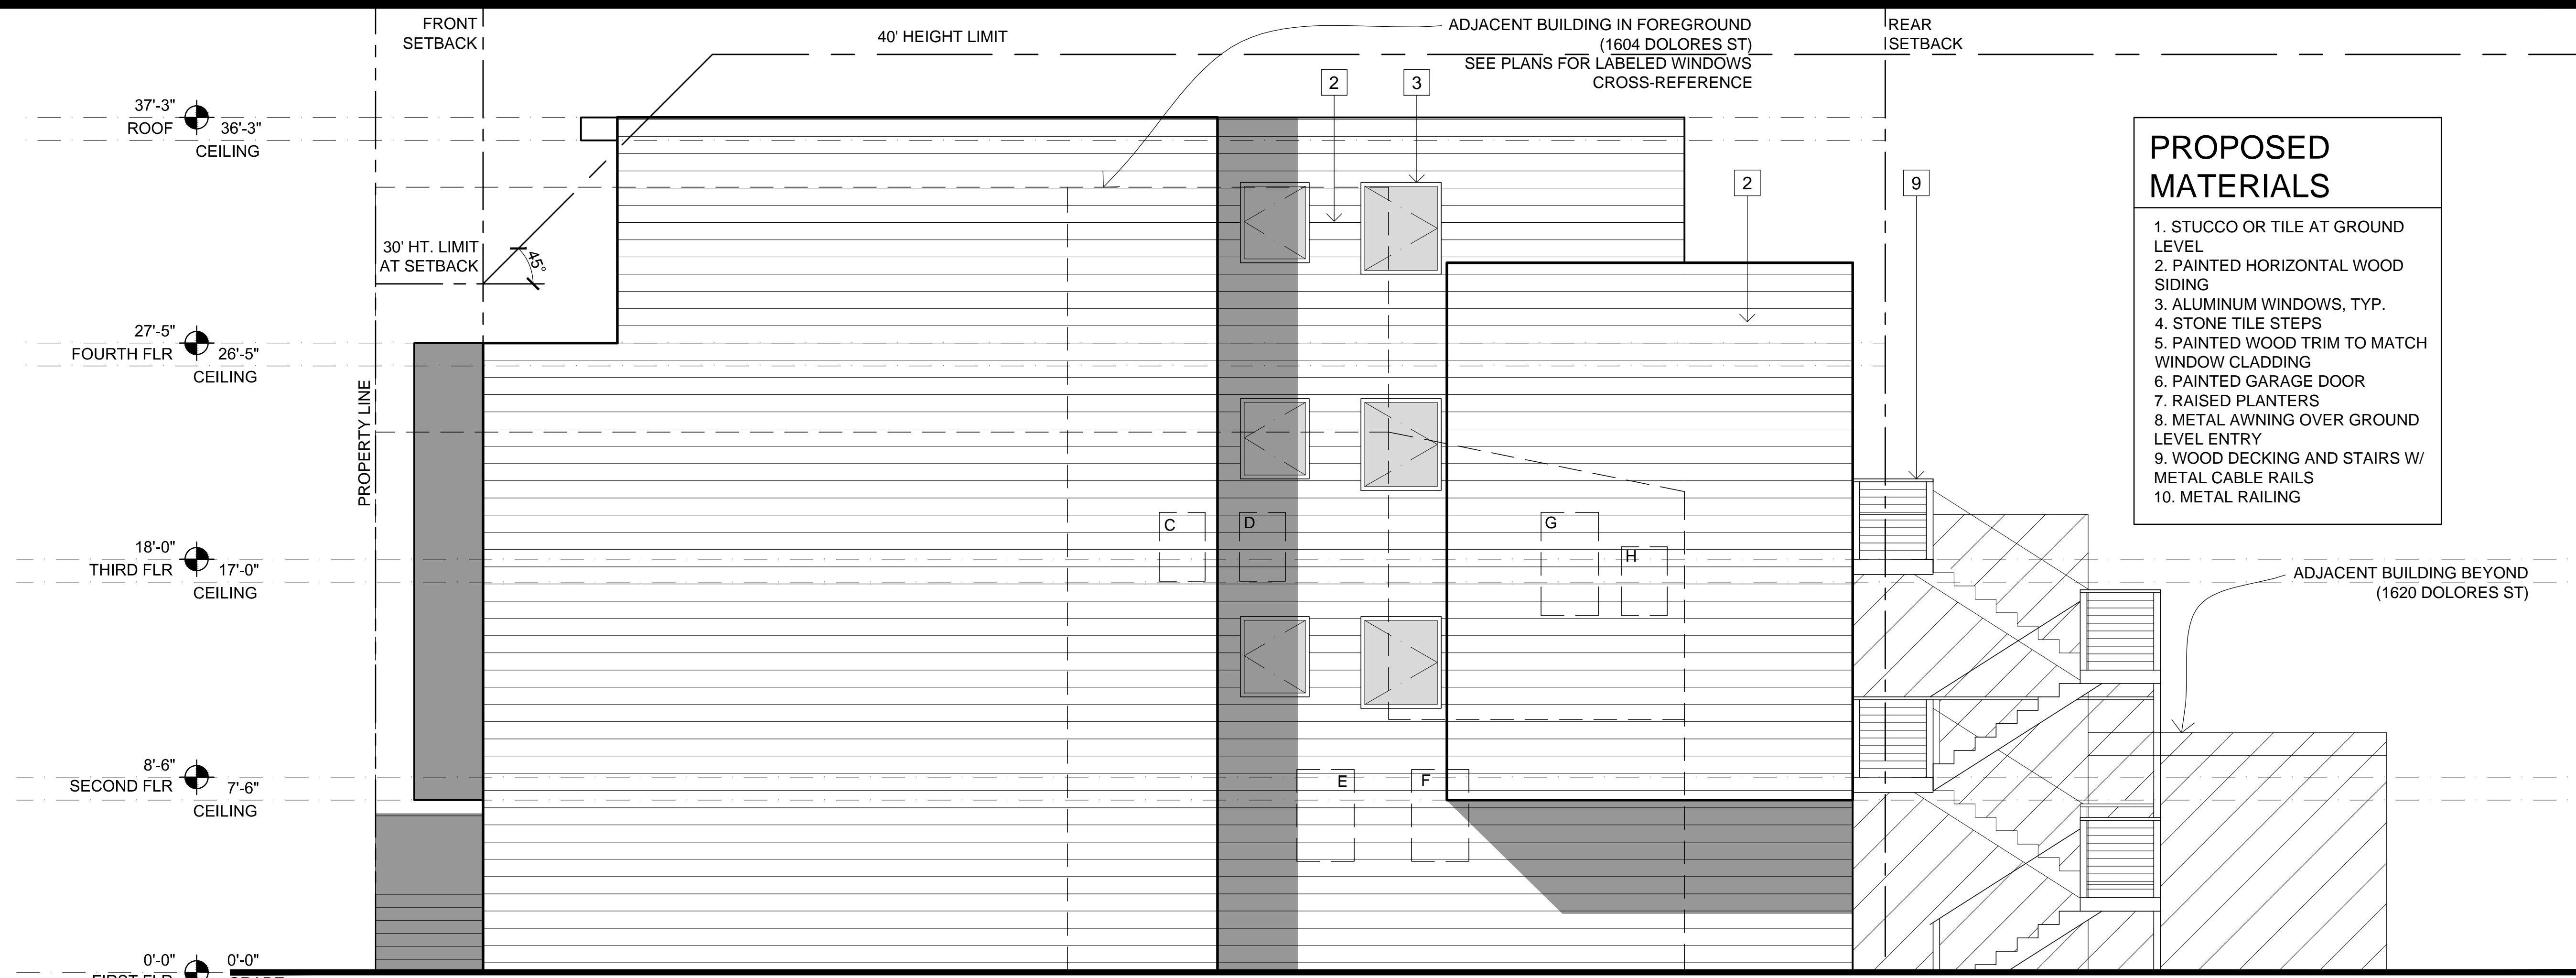 FRONT
SETBACK
40' HEIGHT LIMIT
ADJACENT BUILDING IN FOREGROUND
(1604 DOLORES ST)
SEE PLANS FOR LABELED WINDOWS
CROSS-REFERENCE
REAR
SETBACK
2
3
2
9
37'-3"
ROOF
36'-3"
CEILING
30' HT. LIMIT
AT SETBACK
45°
27'-5"
FOURTH FLR
26'-5"
CEILING
PROPERTY LINE
18'-0"
THIRD FLR
17'-0"
CEILING
8'-6"
SECOND FLR
7'-6"
CEILING
0'-0"
FIRST FLR
0'-0"
C
D
G
H
E
F
PROPOSED
MATERIALS
1. STUCCO OR TILE AT GROUND
LEVEL
2. PAINTED HORIZONTAL WOOD
SIDING
3. ALUMINUM WINDOWS, TYP.
4. STONE TILE STEPS
5. PAINTED WOOD TRIM TO MATCH
WINDOW CLADDING
6. PAINTED GARAGE DOOR
7. RAISED PLANTERS
8. METAL AWNING OVER GROUND
LEVEL ENTRY
9. WOOD DECKING AND STAIRS W/
METAL CABLE RAILS
10. METAL RAILING
ADJACENT BUILDING BEYOND
(1620 DOLORES ST)